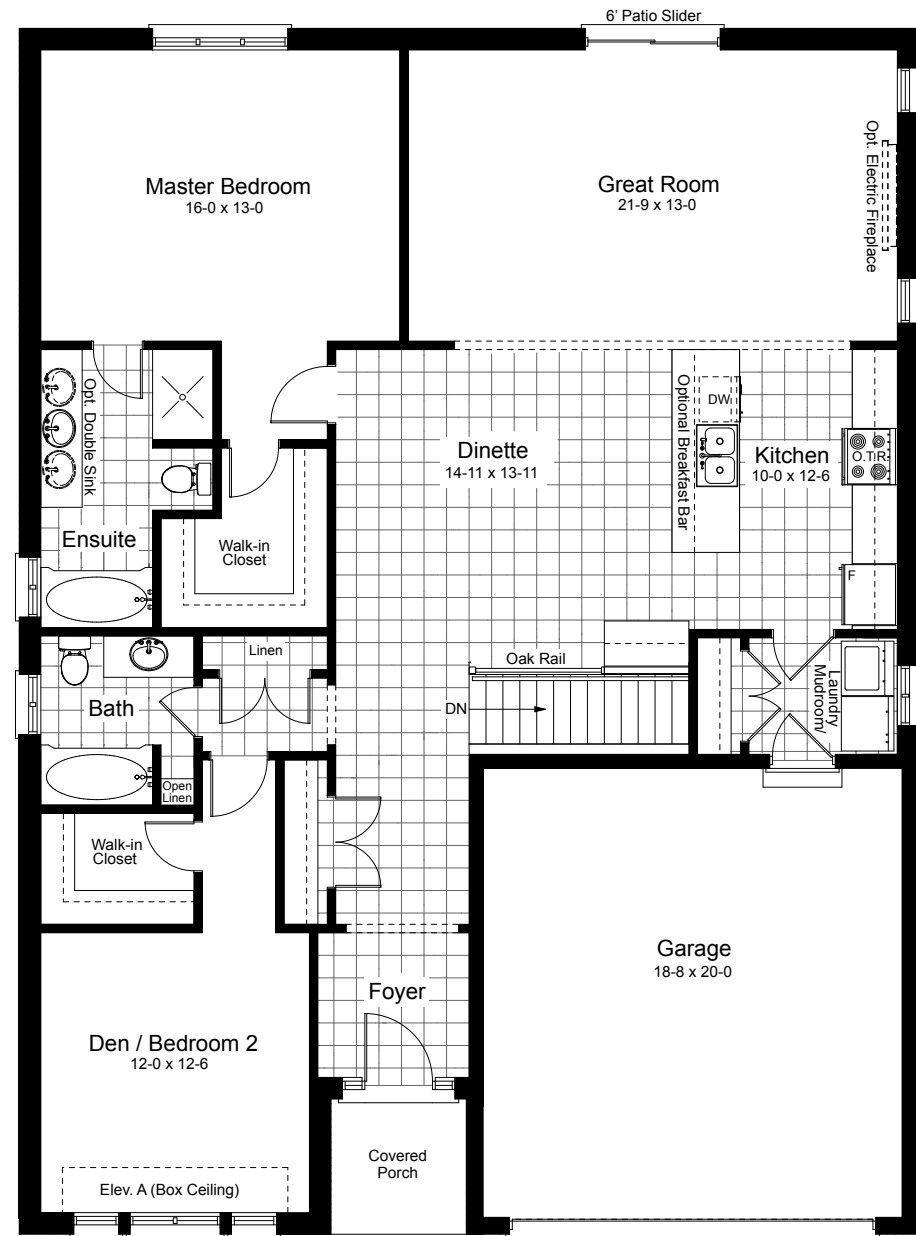 6' Patio Slider
Master Bedroom
16-0 x 13-0
Great Room
21-9 x 13-0
Opt. Electric Fireplace
Opt. Double Sink
Ensuite
Walk-in
Closet
Dinette
14-11 x 13-11
Optional Breakfast Bar
DW
Kitchen
10-0 x 12-6
O.T.R.
F
Linen
Oak Rail
DN
Laundry
Mudroom/
Bath
Open
Linen
Walk-in
Closet
Foyer
Garage
18-8 x 20-0
Den / Bedroom 2
12-0 x 12-6
Covered
Porch
Elev. A (Box Ceiling)